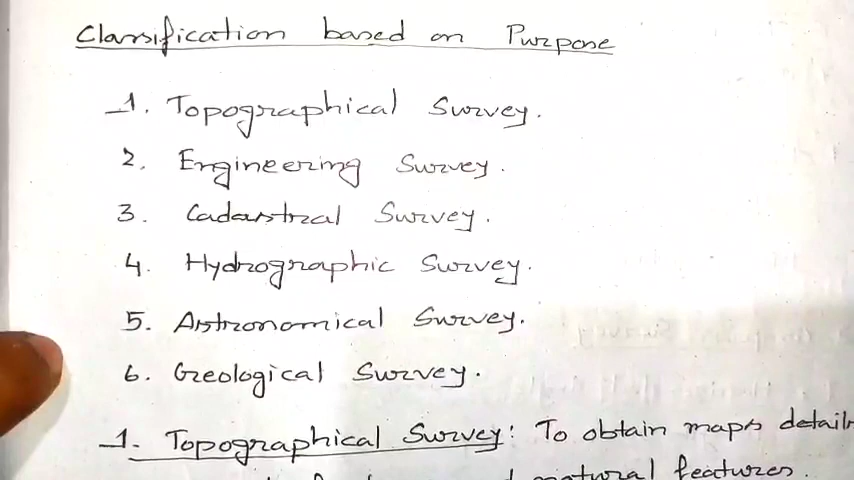 Classification based on Purpose
1. Topographical Survey.
2. Engineering Survey.
3. Cadastral Survey.
4. Hydrographic Survey.
5. Astronomical Survey.
6. Geological Survey.
1. Topographical Survey: To obtain maps details
natural features.